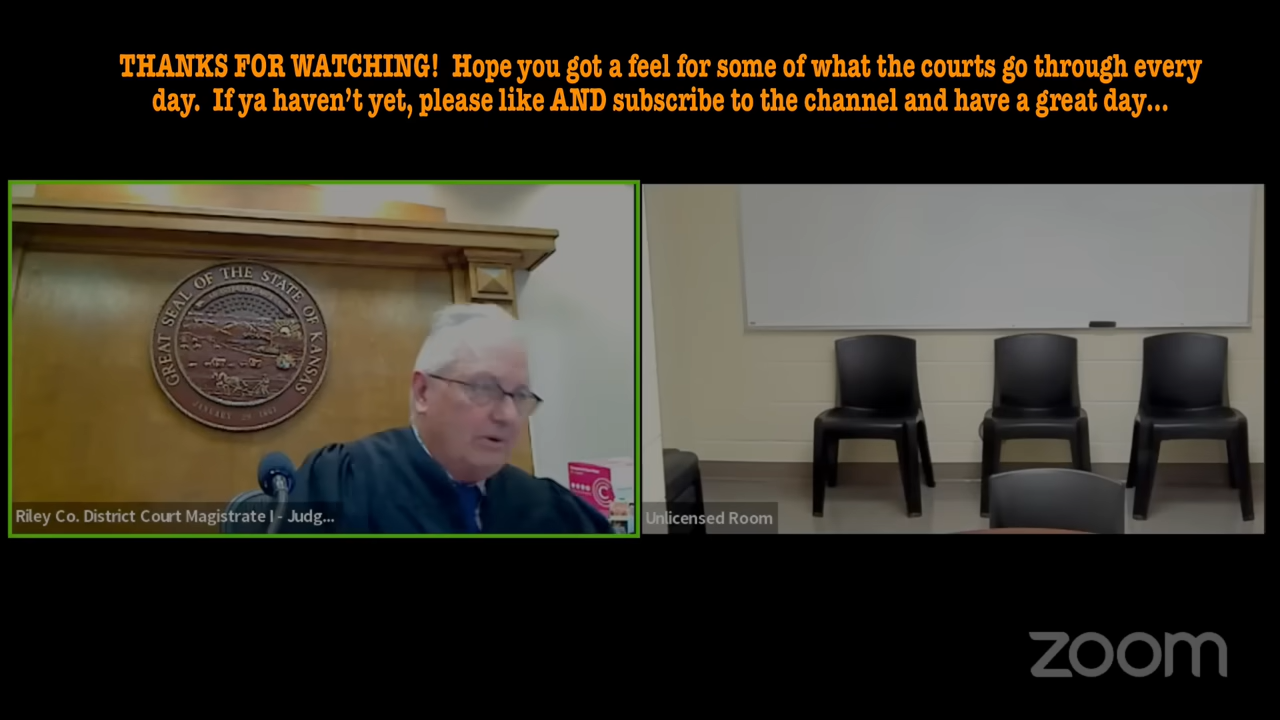 THANKS FOR WATCHING!  Hope you got a feel for some of what the courts go through every
day.  If ya haven't yet, please like AND subscribe to the channel and have a great day...
GREAT SEAL OF THE STATE OF KANSAS
Riley Co. District Court Magistrate I - Judg...
Unlicensed Room
zoom